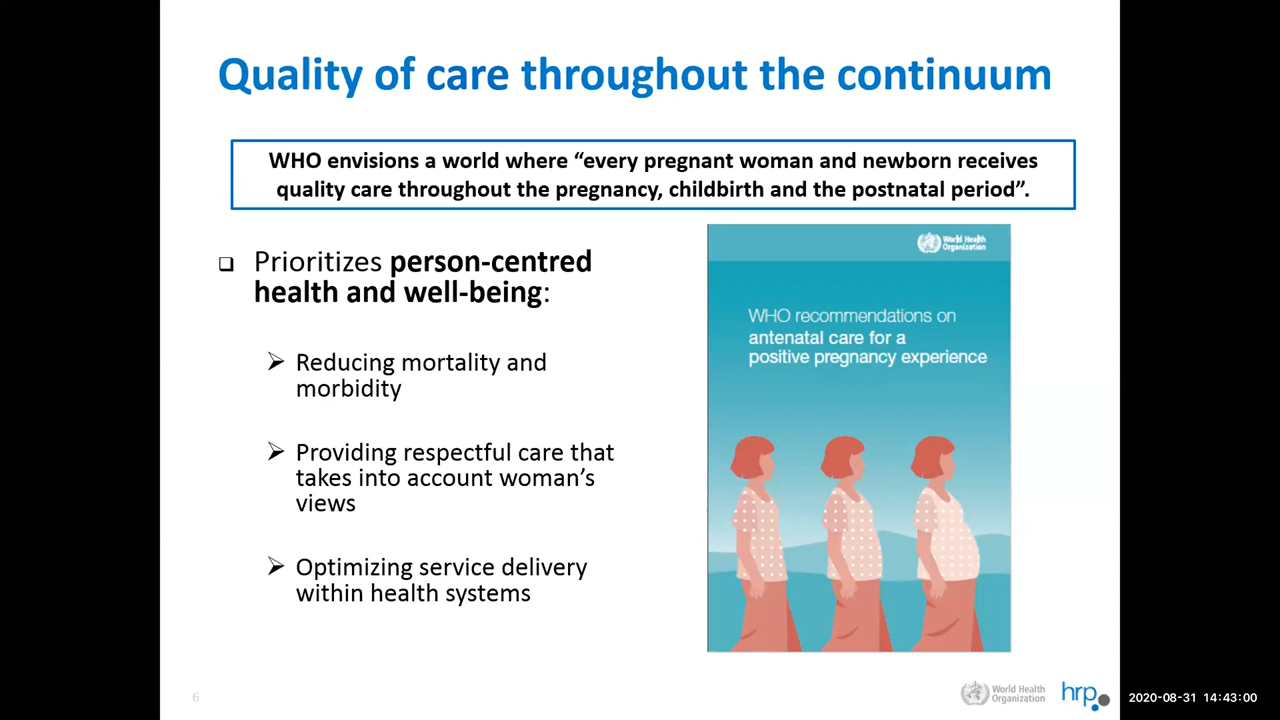 Quality of care throughout the continuum
WHO envisions a world where “every pregnant woman and newborn receives
quality care throughout the pregnancy, childbirth and the postnatal period”.
❑ Prioritizes person-centred
health and well-being:
➢ Reducing mortality and
morbidity
➢ Providing respectful care that
takes into account woman’s
views
➢ Optimizing service delivery
within health systems
World Health
Organization
WHO recommendations on
antenatal care for a
positive pregnancy experience
6
World Health
Organization
hrp
2020-08-31 14:43:00